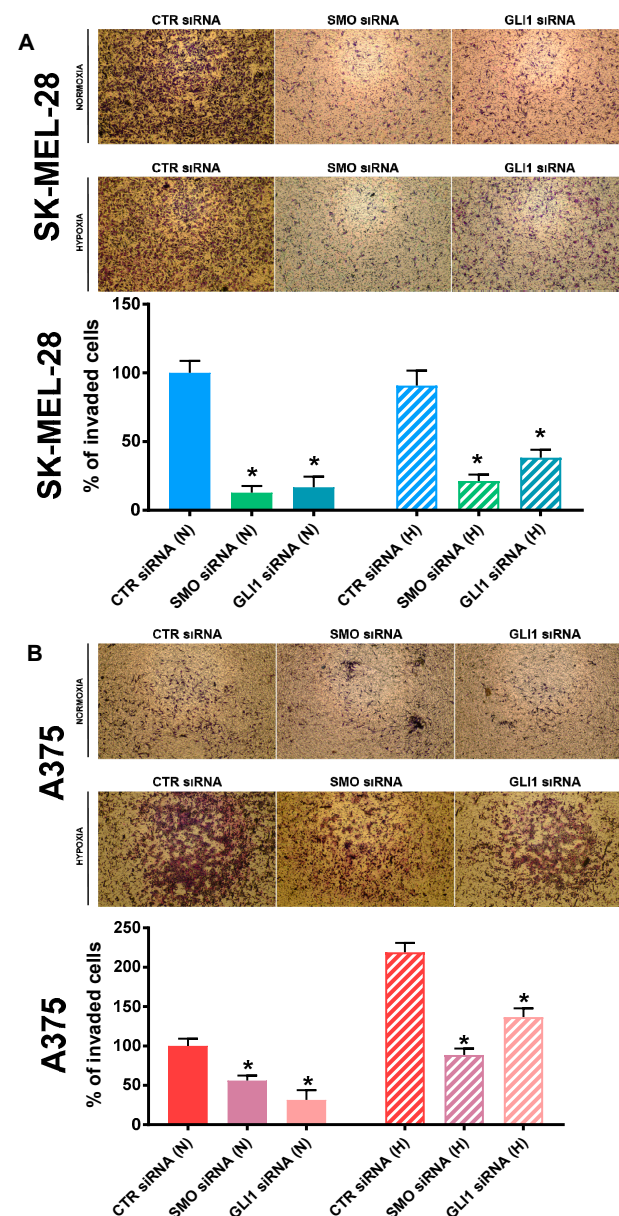 A
SK-MEL-28
NORMOXIA
CTR siRNA
SMO siRNA
GLI1 siRNA
HYPOXIA
CTR siRNA
SMO siRNA
GLI1 siRNA
SK-MEL-28
% of invaded cells
150
100
50
0
*
*
*
*
CTR siRNA (N)
SMO siRNA (N)
GLI1 siRNA (N)
CTR siRNA (H)
SMO siRNA (H)
GLI1 siRNA (H)
B
A375
NORMOXIA
CTR siRNA
SMO siRNA
GLI1 siRNA
HYPOXIA
CTR siRNA
SMO siRNA
GLI1 siRNA
A375
% of invaded cells
250
200
150
100
50
0
*
*
*
*
CTR siRNA (N)
SMO siRNA (N)
GLI1 siRNA (N)
CTR siRNA (H)
SMO siRNA (H)
GLI1 siRNA (H)